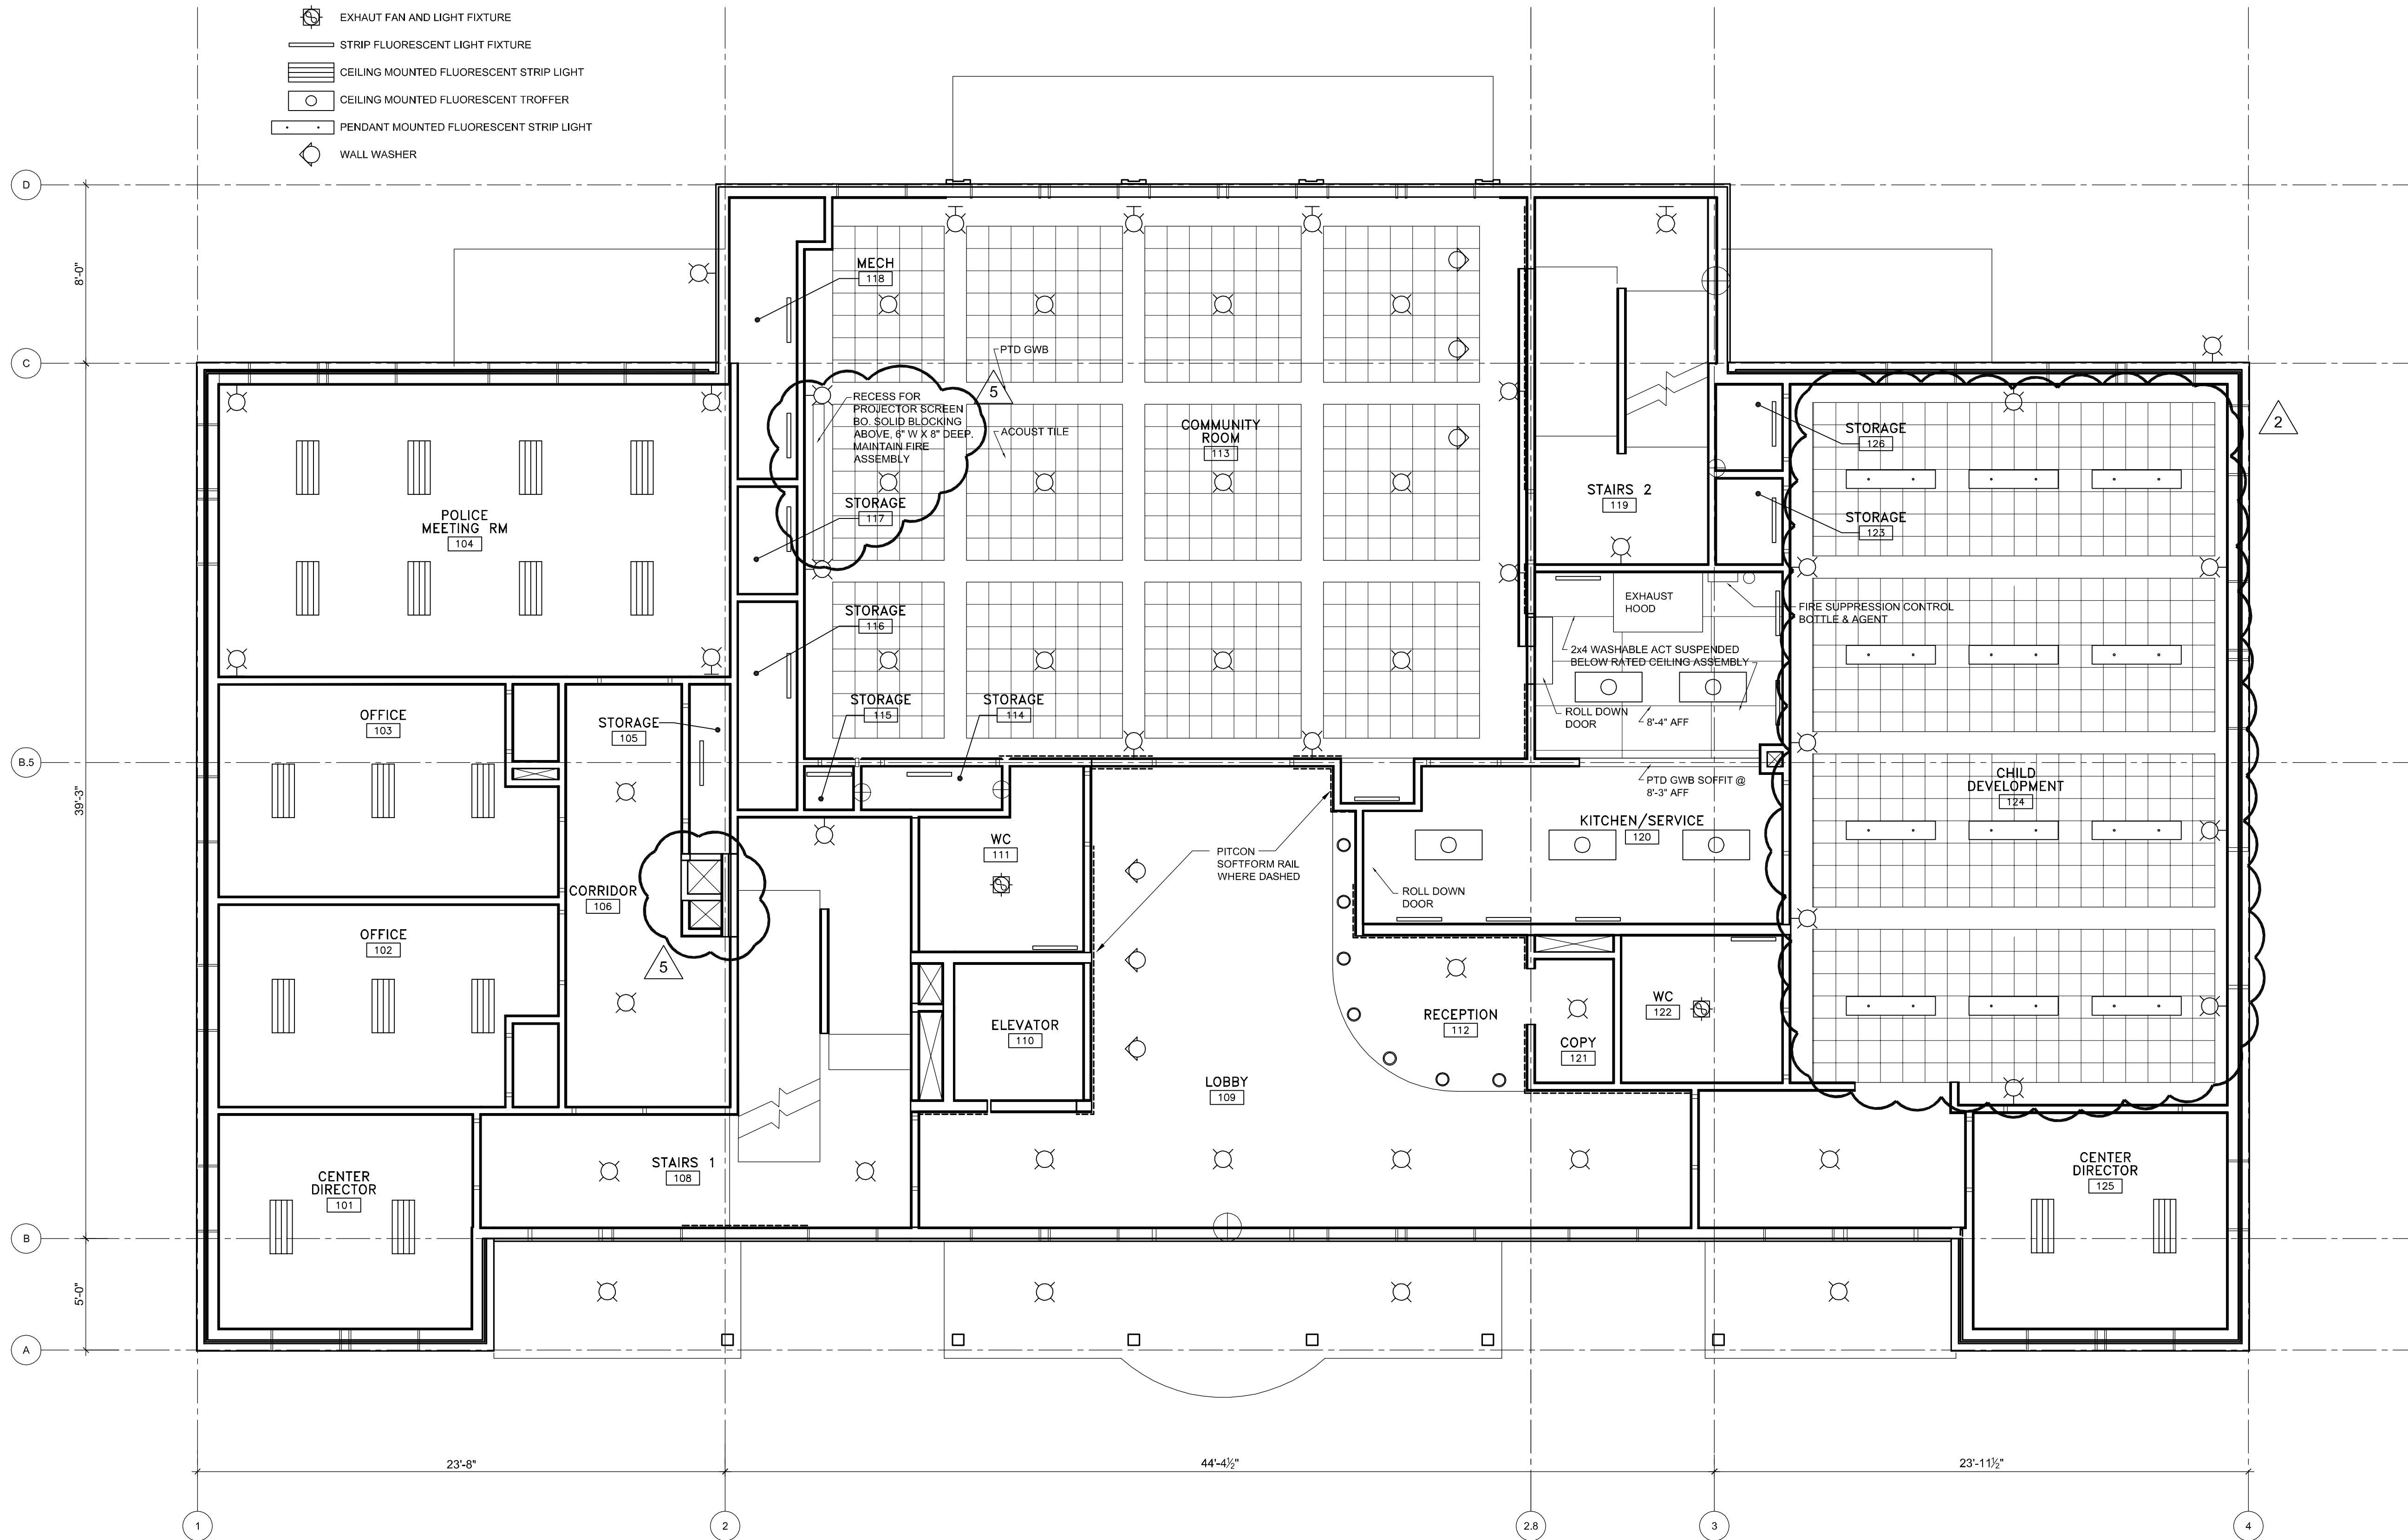 EXHAUT FAN AND LIGHT FIXTURE
STRIP FLUORESCENT LIGHT FIXTURE
CEILING MOUNTED FLUORESCENT STRIP LIGHT
CEILING MOUNTED FLUORESCENT TROFFER
PENDANT MOUNTED FLUORESCENT STRIP LIGHT
WALL WASHER
D
8'-0"
C
B.5
39'-3"
B
5'-0"
A
MECH
118
PTD GWB
5
RECESS FOR
PROJECTOR SCREEN
BO. SOLID BLOCKING
ABOVE, 6" W X 8" DEEP.
MAINTAIN FIRE
ASSEMBLY
ACOUST TILE
COMMUNITY
ROOM
113
STORAGE
117
STORAGE
116
STORAGE
115
STORAGE
114
POLICE
MEETING RM
104
OFFICE
103
STORAGE
105
CORRIDOR
106
OFFICE
102
5
CENTER
DIRECTOR
101
STAIRS 1
108
WC
111
ELEVATOR
110
PITCON
SOFTFORM RAIL
WHERE DASHED
LOBBY
109
RECEPTION
112
STAIRS 2
119
STORAGE
126
STORAGE
123
2
EXHAUST
HOOD
FIRE SUPPRESSION CONTROL
BOTTLE & AGENT
2x4 WASHABLE ACT SUSPENDED
BELOW RATED CEILING ASSEMBLY
ROLL DOWN
DOOR
8'-4" AFF
PTD GWB SOFFIT @
8'-3" AFF
KITCHEN/SERVICE
120
ROLL DOWN
DOOR
CHILD
DEVELOPMENT
124
WC
122
COPY
121
CENTER
DIRECTOR
125
23'-8"
44'-4½"
23'-11½"
1
2
2.8
3
4